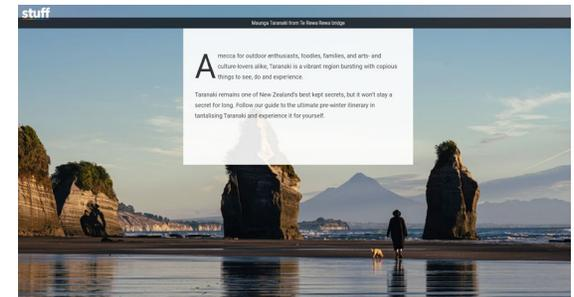 stuff
Maunga Taranaki from Te Rewa Rewa bridge
A mecca for outdoor enthusiasts, foodies, families, and arts- and
culture-lovers alike, Taranaki is a vibrant region bursting with copious
things to see, do and experience.
Taranaki remains one of New Zealand's best kept secrets, but it won't stay a
secret for long. Follow our guide to the ultimate pre-winter itinerary in
tantalising Taranaki and experience it for yourself.